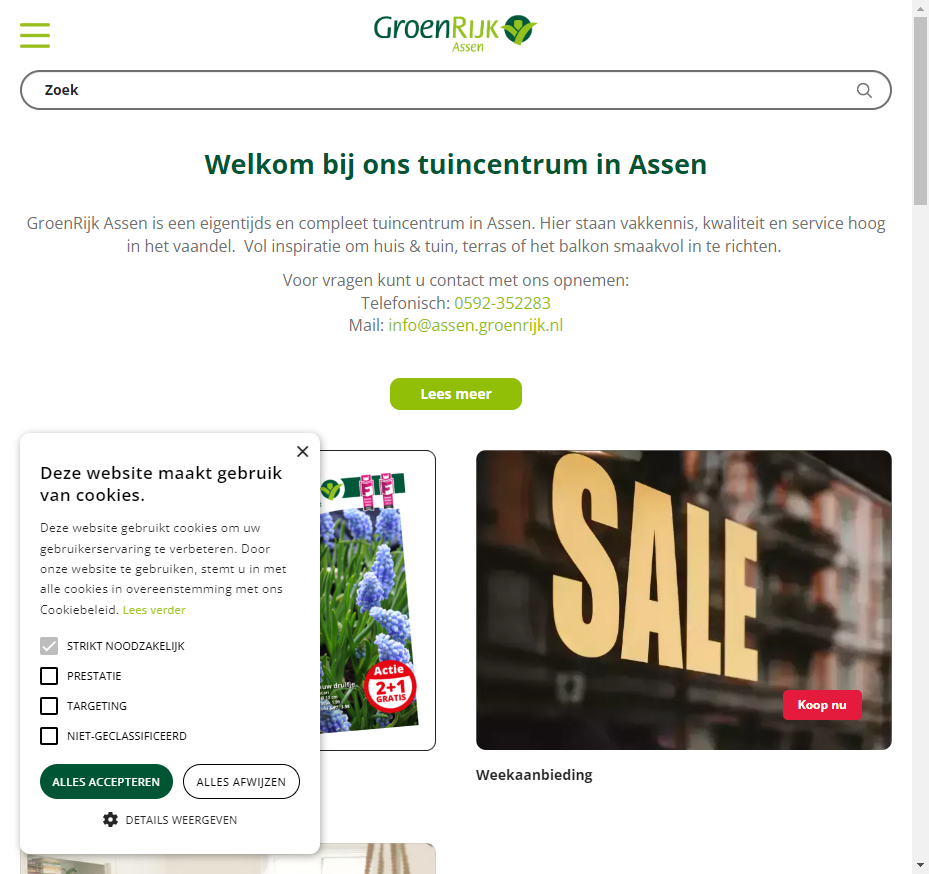 GroenRijk
Assen
Zoek
Welkom bij ons tuincentrum in Assen
GroenRijk Assen is een eigentijds en compleet tuincentrum in Assen. Hier staan vakkennis, kwaliteit en service hoog
in het vaandel. Vol inspiratie om huis & tuin, terras of het balkon smaakvol in te richten.
Voor vragen kunt u contact met ons opnemen:
Telefonisch: 0592-352283
Mail: info@assen.groenrijk.nl
Lees meer
Deze website maakt gebruik
van cookies.
Deze website gebruikt cookies om uw
gebruikerservaring te verbeteren. Door
onze website te gebruiken, stemt u in met
alle cookies in overeenstemming met ons
Cookiebeleid. Lees verder
STRIKT NOODZAKELIJK
PRESTATIE
TARGETING
NIET-GECLASSIFICEERD
ALLES ACCEPTEREN
ALLES AFWIJZEN
DETAILS WEERGEVEN
Actie
2+1
GRATIS
SALE
Koop nu
Weekaanbieding